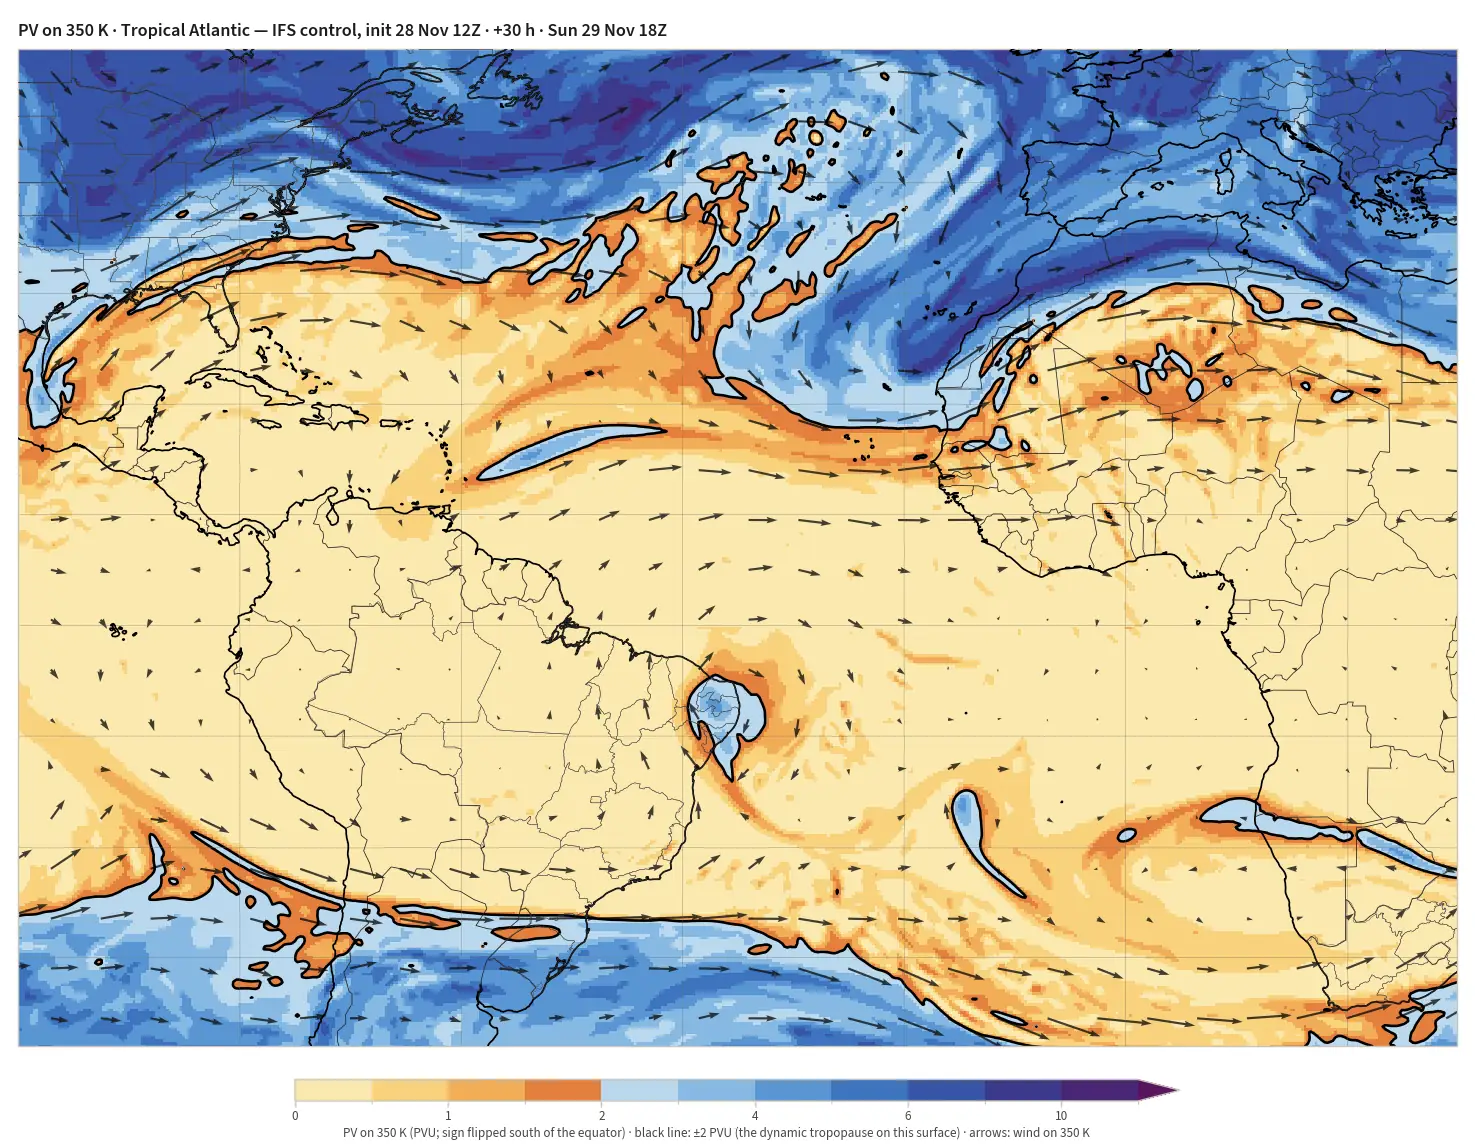 PV on 350 K · Tropical Atlantic — IFS control, init 28 Nov 12Z · +30 h · Sun 29 Nov 18Z
0 1 2 4 6 10
PV on 350 K (PVU; sign flipped south of the equator) · black line: ±2 PVU (the dynamic tropopause on this surface) · arrows: wind on 350 K